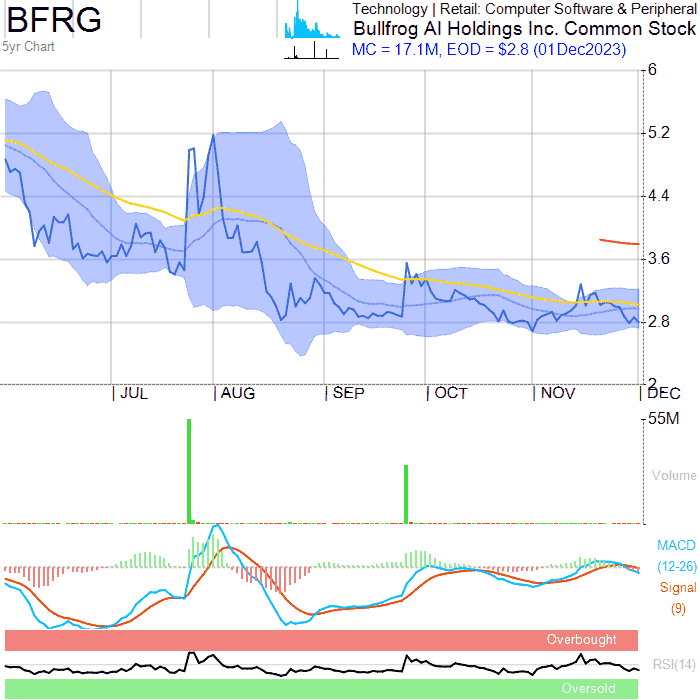 BFRG
Technology | Retail: Computer Software & Peripheral
Bullfrog AI Holdings Inc. Common Stock
5yr Chart
MC = 17.1M, EOD = $2.8 (01Dec2023)
6
5.2
4.4
3.6
2.8
2
JUL
AUG
SEP
OCT
NOV
DEC
55M
Volume
MACD
(12-26)
Signal
(9)
Overbought
RSI(14)
Oversold